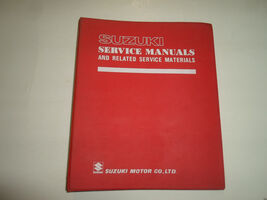 SUZUKI
SERVICE MANUALS
AND RELATED SERVICE MATERIALS
SUZUKI MOTOR CO., LTD.